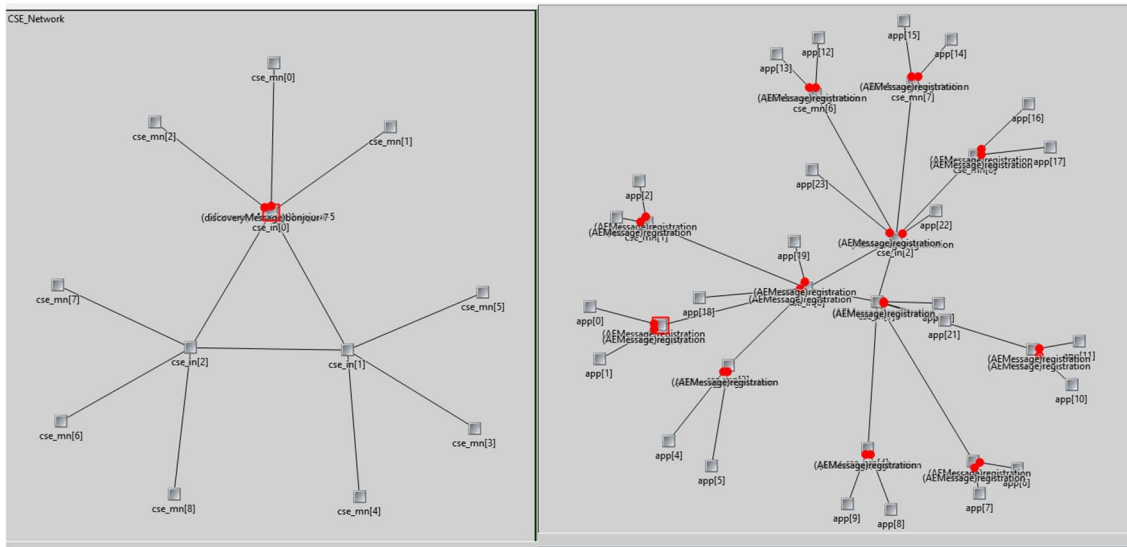 CSE_Network
cse_mn[0]
cse_mn[2]
cse_mn[1]
(discoveryMessage)bonjour-7
cse_in[0]
cse_mn[7]
cse_mn[5]
cse_in[2]
cse_in[1]
cse_mn[6]
cse_mn[3]
cse_mn[8]
cse_mn[4]
app[15]
app[12]
app[14]
app[13]
(AEMessage)registration
cse_mn[7]
(AEMessage)registration
cse_mn[6]
app[16]
(AEMessage)registration
(AEMessage)registration
app[17]
app[23]
app[2]
app[22]
(AEMessage)registration
(AEMessage)registration
(AEMessage)registration
cse_in[2]
app[19]
(AEMessage)registration
(AEMessage)registration
app[18]
app[0]
(AEMessage)registration
app[21]
(AEMessage)registration
(AEMessage)registration
app[1]
(AEMessage)registration
(AEMessage)registration
(AEMessage)registration
app[10]
app[4]
app[5]
(AEMessage)registration
(AEMessage)registration
(AEMessage)registration
app[9]
app[8]
app[7]